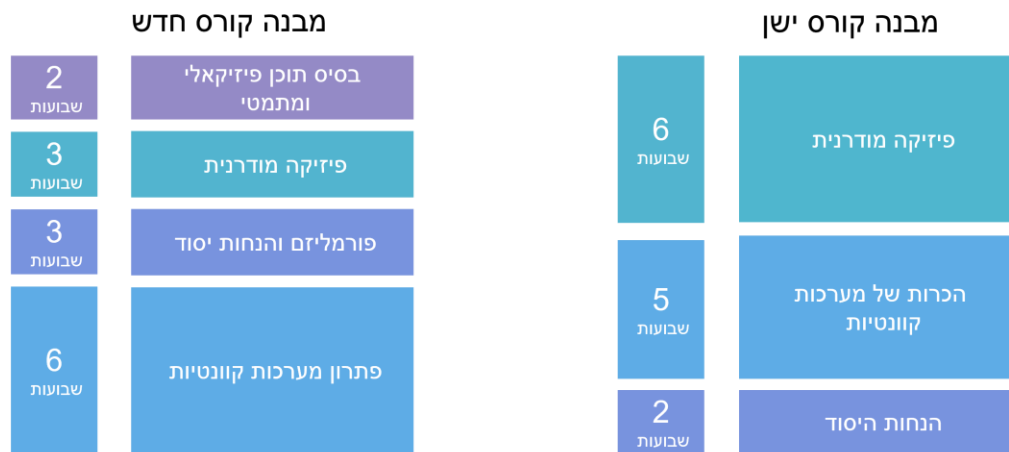 מבנה קורס ישן
פיזיקה מודרנית
6
שבועות
הכרות של מערכות
קוונטיות
5
שבועות
הנחות היסוד
2
שבועות
מבנה קורס חדש
בסיס תוכן פיזיקאלי
ומתמטי
2
שבועות
פיזיקה מודרנית
3
שבועות
פורמליזם והנחות יסוד
3
שבועות
פתרון מערכות קוונטיות
6
שבועות